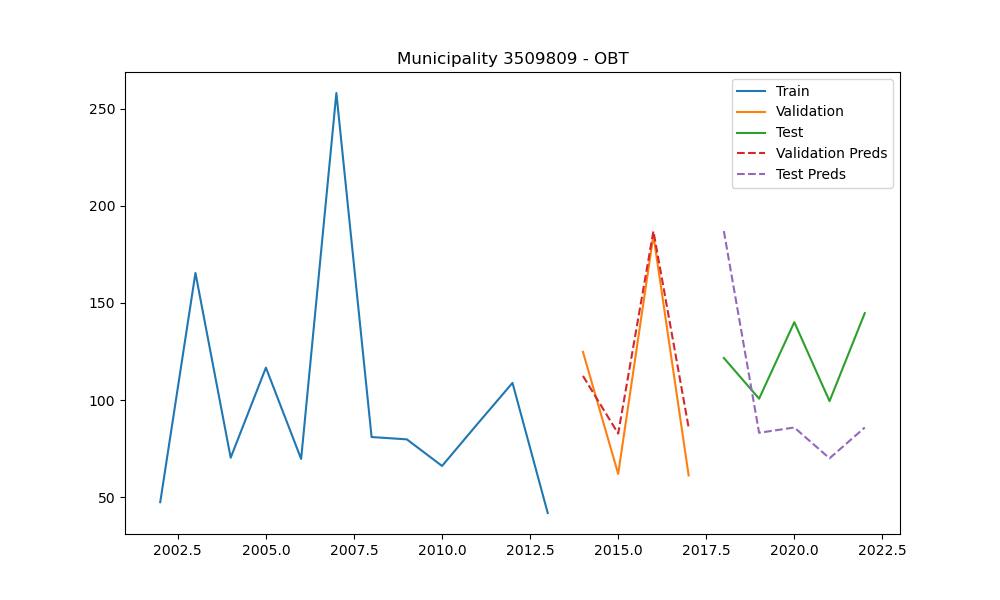 Municipality 3509809 - OBT
Train
Validation
Test
Validation Preds
Test Preds
250
200
150
100
50
2002.5 2005.0 2007.5 2010.0 2012.5 2015.0 2017.5 2020.0 2022.5